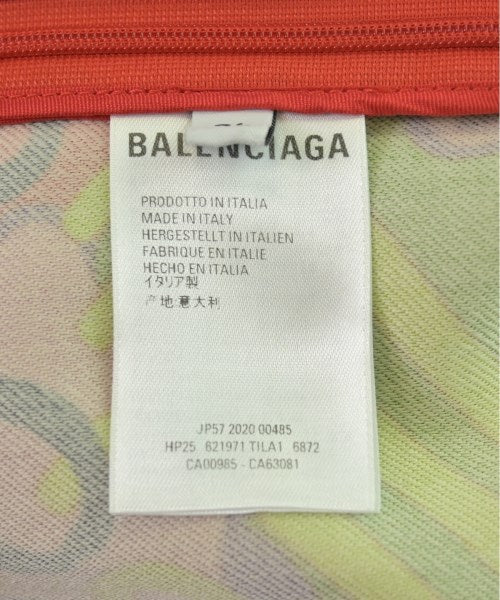 BALENCIAGA
PRODOTTO IN ITALIA
MADE IN ITALY
HERGESTELLT IN ITALIEN
FABRIQUE EN ITALIE
HECHO EN ITALIA
イタリア製
产地:意大利
JP57 2020 00485
HP25 621971 TILA1 6872
CA00985 - CA63081